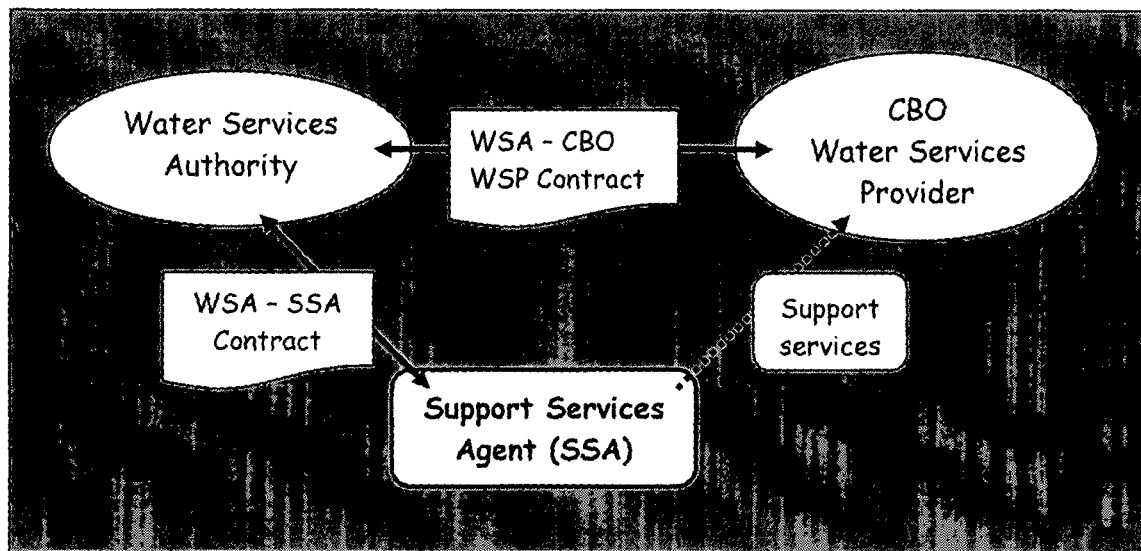 Water Services
Authority
WSA - CBO
WSP Contract
CBO
Water Services
Provider
WSA - SSA
Contract
Support
services
Support Services
Agent (SSA)